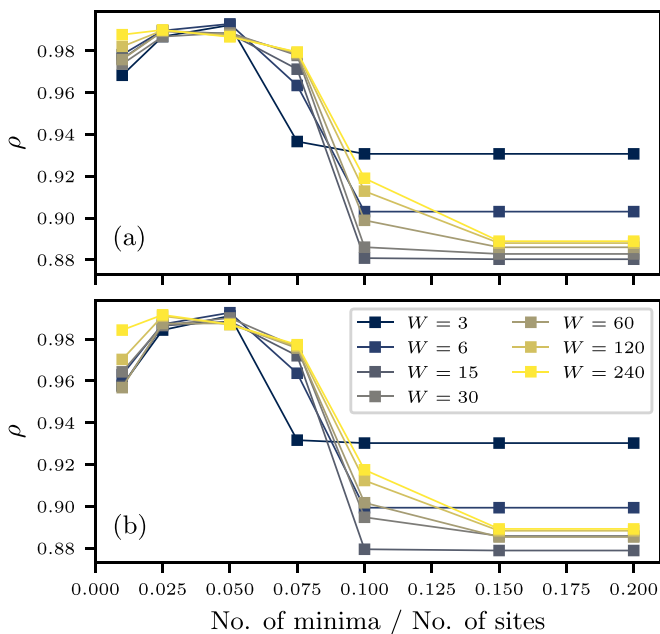 0.98
0.96
0.94
ρ
0.92
0.90
(a)
0.88
0.98
W = 3
W = 60
W = 6
W = 120
0.96
W = 15
W = 240
W = 30
0.94
ρ
0.92
0.90
(b)
0.88
0.000 0.025 0.050 0.075 0.100 0.125 0.150 0.175 0.200
No. of minima / No. of sites